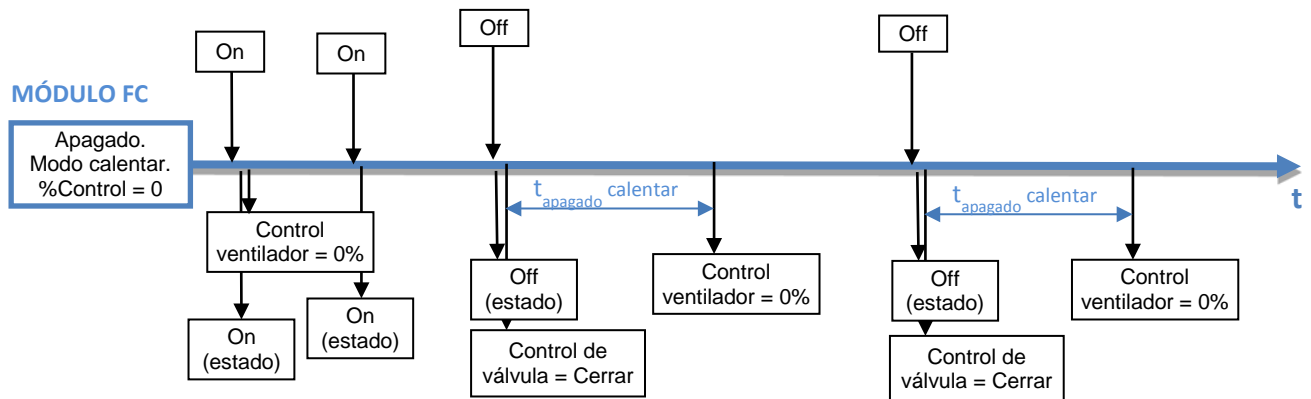 On
On
Off
Off
MÓDULO FC
Apagado.
Modo calentar.
%Control = 0
t
t apagado calentar
t apagado calentar
Control
ventilador = 0%
On
(estado)
On
(estado)
Off
(estado)
Control de
válvula = Cerrar
Control
ventilador = 0%
Off
(estado)
Control de
válvula = Cerrar
Control
ventilador = 0%